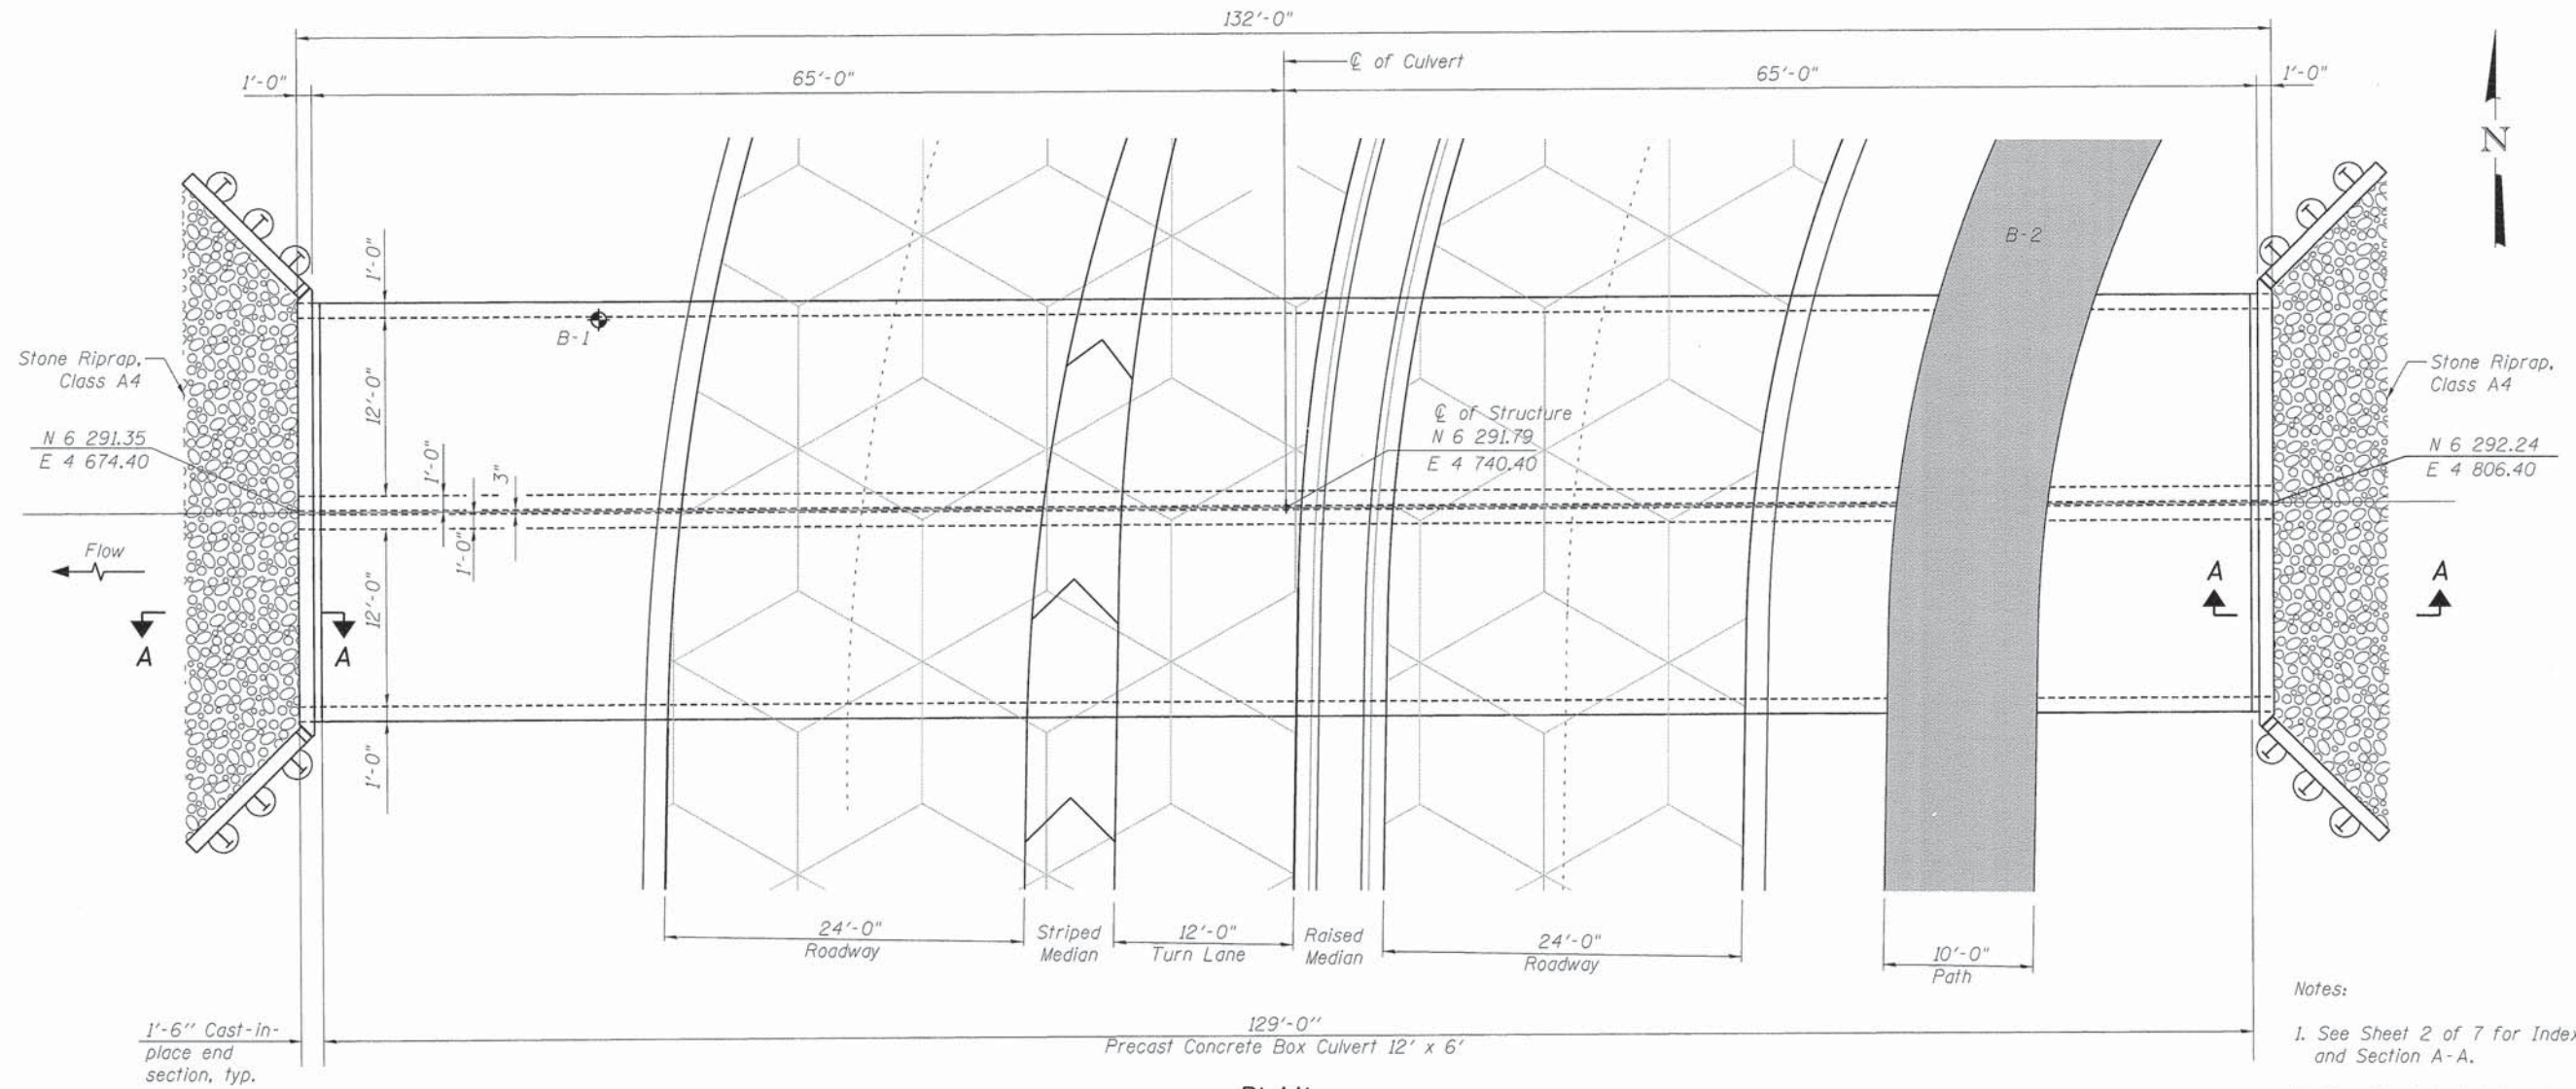 132'-0"
℄ of Culvert
1'-0"
65'-0"
65'-0"
1'-0"
N
B-2
1'-0"
B-1
Stone Riprap,
Class A4
Stone Riprap,
Class A4
12'-0"
℄ of Structure
N 6 291.79
E 4 740.40
N 6 291.35
E 4 674.40
N 6 292.24
E 4 806.40
1'-0"
3"
1'-0"
Flow
12'-0"
A
A
A
A
1'-0"
24'-0"
Roadway
Striped
Median
12'-0"
Turn Lane
Raised
Median
24'-0"
Roadway
10'-0"
Path
Notes:
1'-6" Cast-in-
place end
section, typ.
129'-0"
Precast Concrete Box Culvert 12' x 6'
1. See Sheet 2 of 7 for Index
and Section A-A.